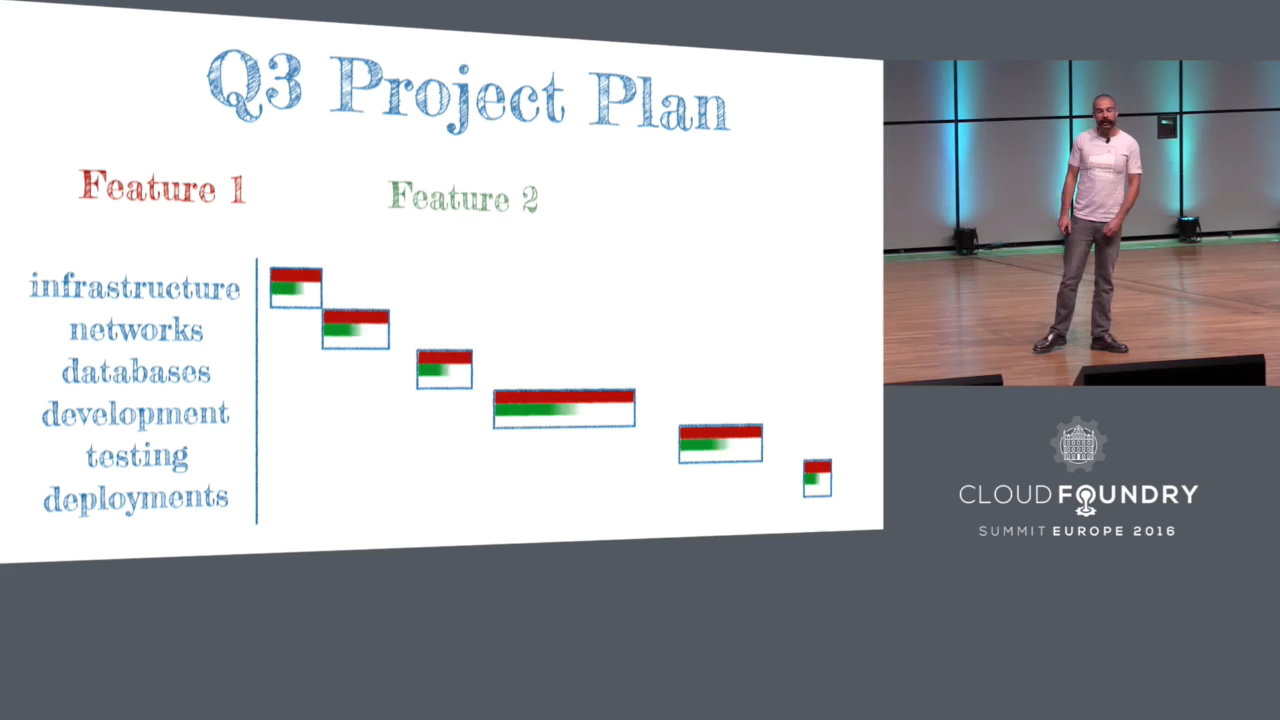 Q3 Project Plan
Feature 1
Feature 2
infrastructure
networks
databases
development
testing
deployments
CLOUD FOUNDRY
SUMMIT EUROPE 2016